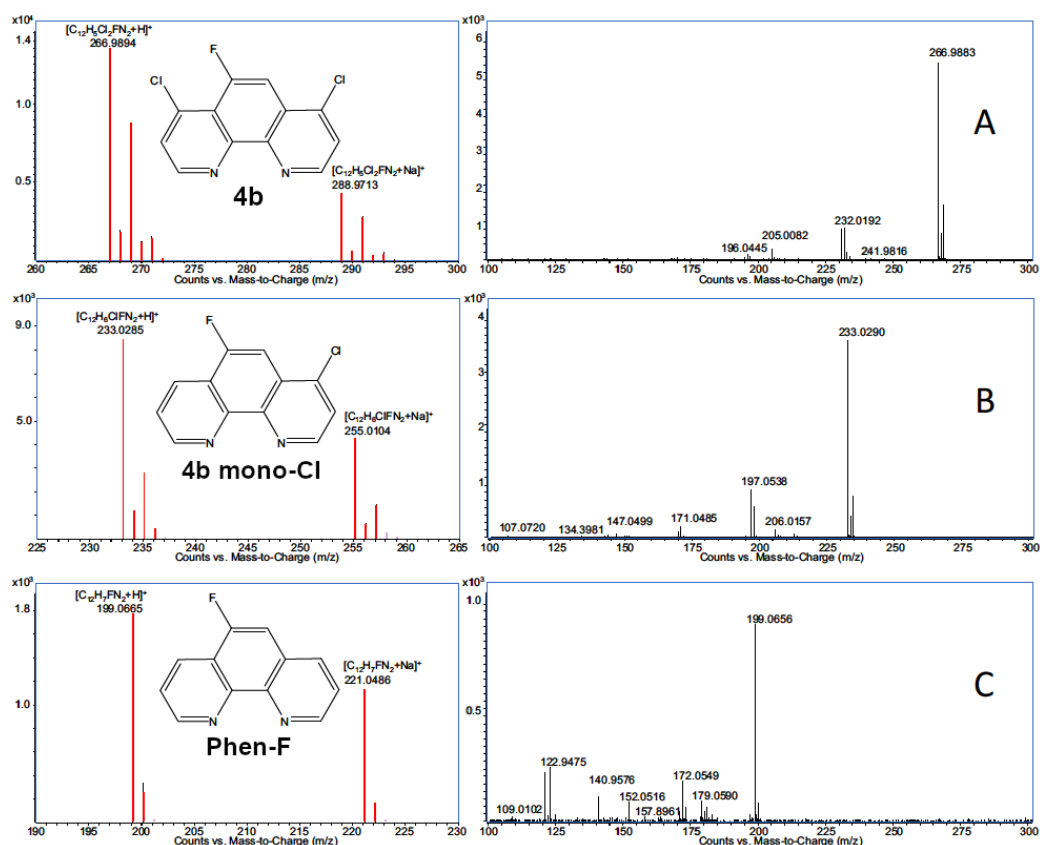 x10⁴
[C₁₂H₅Cl₂FN₂+H]⁺
266.9894
1.4
1.0
0.5
F
Cl
Cl
N
N
4b
[C₁₂H₅Cl₂FN₂+Na]⁺
288.9713
260 265 270 275 280 285 290 295 300
Counts vs. Mass-to-Charge (m/z)
x10³
6
5
4
3
2
1
0
266.9883
A
232.0192
205.0082
196.0445
241.9816
100 125 150 175 200 225 250 275 300
Counts vs. Mass-to-Charge (m/z)
x10³
[C₁₂H₆ClFN₂+H]⁺
233.0285
9.0
5.0
F
Cl
N
N
4b mono-Cl
[C₁₂H₆ClFN₂+Na]⁺
255.0104
225 230 235 240 245 250 255 260 265
Counts vs. Mass-to-Charge (m/z)
x10³
4
3
2
1
0
233.0290
B
197.0538
171.0485
206.0157
147.0499
134.3981
107.0720
100 125 150 175 200 225 250 275 300
Counts vs. Mass-to-Charge (m/z)
x10³
[C₁₂H₇FN₂+H]⁺
199.0665
1.8
1.0
F
N
N
Phen-F
[C₁₂H₇FN₂+Na]⁺
221.0486
190 195 200 205 210 215 220 225 230
Counts vs. Mass-to-Charge (m/z)
x10³
1.0
0.5
0
199.0656
C
122.9475
140.9576
172.0549
152.0516
179.0590
109.0102
157.8961
100 125 150 175 200 225 250 275 300
Counts vs. Mass-to-Charge (m/z)